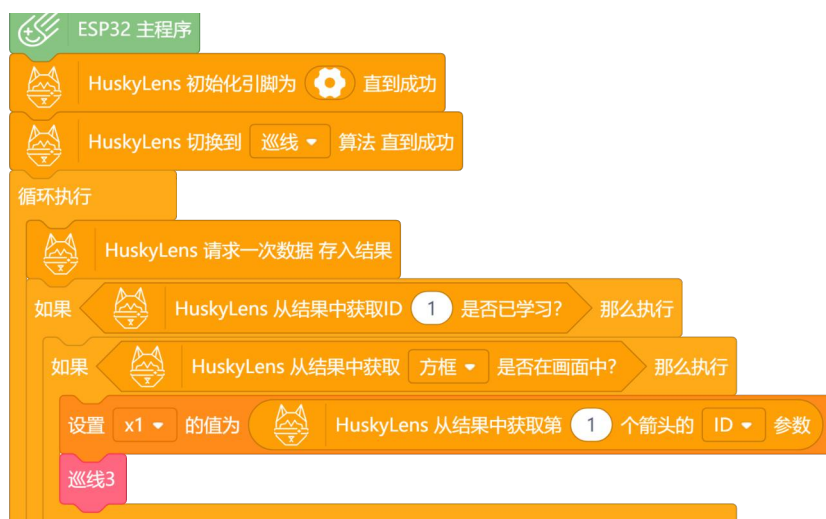 ESP32 主程序
HuskyLens 初始化引脚为 直到成功
HuskyLens 切换到 巡线 算法 直到成功
循环执行
HuskyLens 请求一次数据 存入结果
如果 HuskyLens 从结果中获取ID 1 是否已学习? 那么执行
如果 HuskyLens 从结果中获取 方框 是否在画面中? 那么执行
设置 x1 的值为 HuskyLens 从结果中获取第 1 个箭头的 ID 参数
巡线3